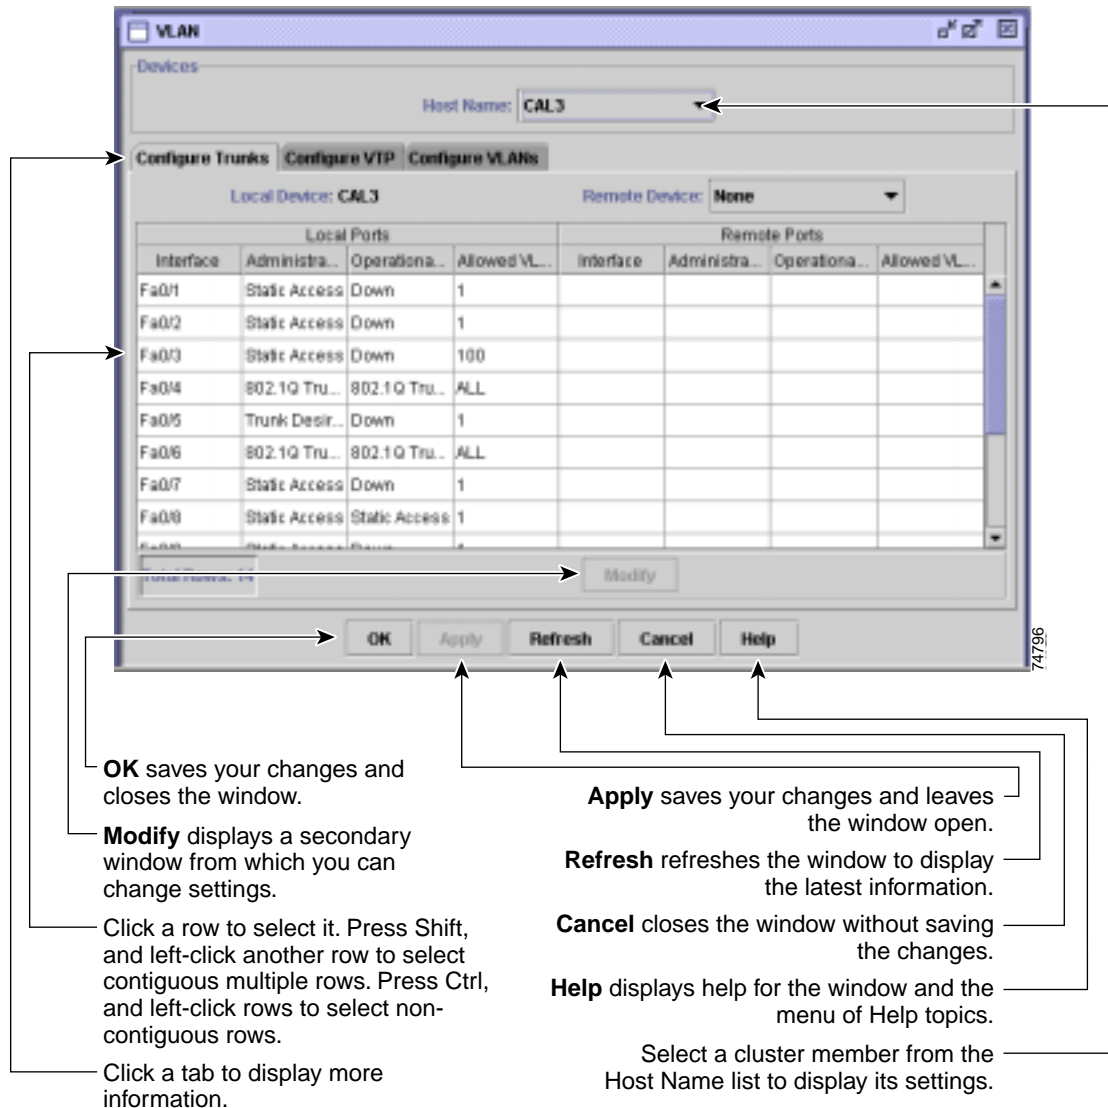 VLAN
Devices
Host Name: CAL3
Configure Trunks Configure VTP Configure VLANs
Local Device: CAL3 Remote Device: None
Local Ports Remote Ports
Interface Administra... Operationa... Allowed VL... Interface Administra... Operationa... Allowed VL...
Fa0/1 Static Access Down 1
Fa0/2 Static Access Down 1
Fa0/3 Static Access Down 100
Fa0/4 802.1Q Tru... 802.1Q Tru... ALL
Fa0/5 Trunk Desir... Down 1
Fa0/6 802.1Q Tru... 802.1Q Tru... ALL
Fa0/7 Static Access Down 1
Fa0/8 Static Access Static Access 1
Total Rows: 14 Modify
OK Apply Refresh Cancel Help
74796
OK saves your changes and
closes the window.
Modify displays a secondary
window from which you can
change settings.
Click a row to select it. Press Shift,
and left-click another row to select
contiguous multiple rows. Press Ctrl,
and left-click rows to select non-
contiguous rows.
Click a tab to display more
information.
Apply saves your changes and leaves
the window open.
Refresh refreshes the window to display
the latest information.
Cancel closes the window without saving
the changes.
Help displays help for the window and the
menu of Help topics.
Select a cluster member from the
Host Name list to display its settings.